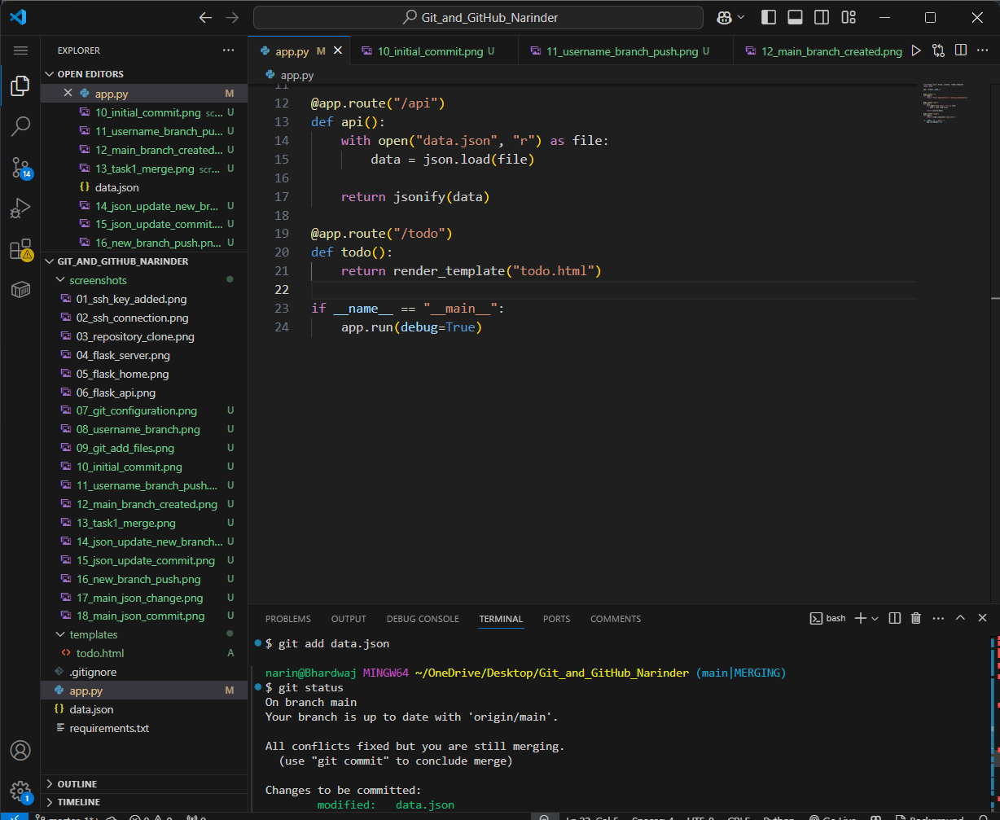 Git_and_GitHub_Narinder
EXPLORER
OPEN EDITORS
app.py M
10_initial_commit.png sc... U
11_username_branch_pu... U
12_main_branch_created... U
13_task1_merge.png scr... U
{} data.json
14_json_update_new_br... U
15_json_update_commit.... U
16_new_branch_push.pn... U
GIT_AND_GITHUB_NARINDER
screenshots
01_ssh_key_added.png
02_ssh_connection.png
03_repository_clone.png
04_flask_server.png
05_flask_home.png
06_flask_api.png
07_git_configuration.png U
08_username_branch.png U
09_git_add_files.png U
10_initial_commit.png U
11_username_branch_push.... U
12_main_branch_created.png U
13_task1_merge.png U
14_json_update_new_branch... U
15_json_update_commit.png U
16_new_branch_push.png U
17_main_json_change.png U
18_main_json_commit.png U
templates
<> todo.html A
.gitignore
app.py M
{} data.json
requirements.txt
OUTLINE
TIMELINE
14
1
app.py M
10_initial_commit.png U
11_username_branch_push.png U
12_main_branch_created.png
app.py
11
12 @app.route("/api")
13 def api():
14 with open("data.json", "r") as file:
15 data = json.load(file)
16
17 return jsonify(data)
18
19 @app.route("/todo")
20 def todo():
21 return render_template("todo.html")
22
23 if __name__ == "__main__":
24 app.run(debug=True)
PROBLEMS OUTPUT DEBUG CONSOLE TERMINAL PORTS COMMENTS
bash
$ git add data.json
narin@Bhardwaj MINGW64 ~/OneDrive/Desktop/Git_and_GitHub_Narinder (main|MERGING)
$ git status
On branch main
Your branch is up to date with 'origin/main'.
All conflicts fixed but you are still merging.
(use "git commit" to conclude merge)
Changes to be committed:
modified: data.json